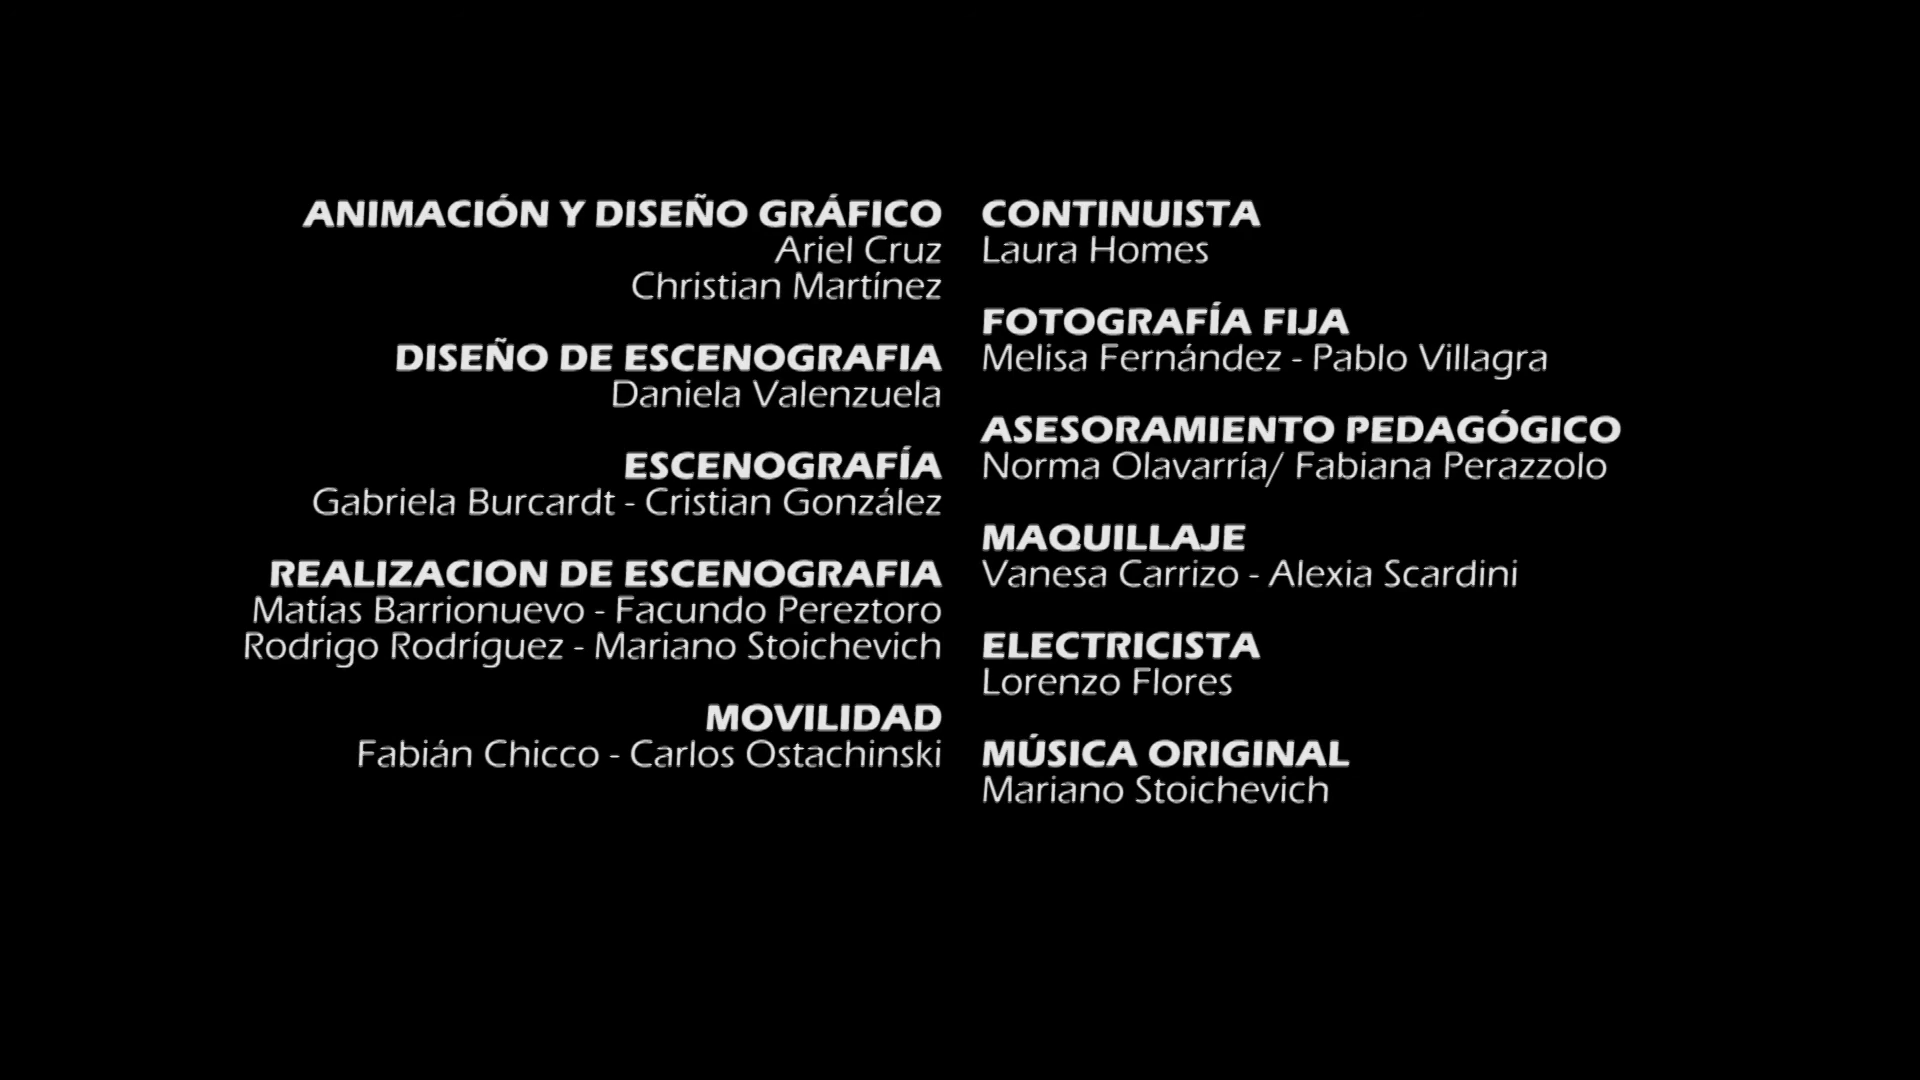 ANIMACIÓN Y DISEÑO GRÁFICO
Ariel Cruz
Christian Martínez
DISEÑO DE ESCENOGRAFIA
Daniela Valenzuela
ESCENOGRAFÍA
Gabriela Burcardt - Cristian González
REALIZACION DE ESCENOGRAFIA
Matías Barrionuevo - Facundo Pereztoro
Rodrigo Rodríguez - Mariano Stoichevich
MOVILIDAD
Fabián Chicco - Carlos Ostachinski
CONTINUISTA
Laura Homes
FOTOGRAFÍA FIJA
Melisa Fernández - Pablo Villagra
ASESORAMIENTO PEDAGÓGICO
Norma Olavarría/ Fabiana Perazzolo
MAQUILLAJE
Vanesa Carrizo - Alexia Scardini
ELECTRICISTA
Lorenzo Flores
MÚSICA ORIGINAL
Mariano Stoichevich